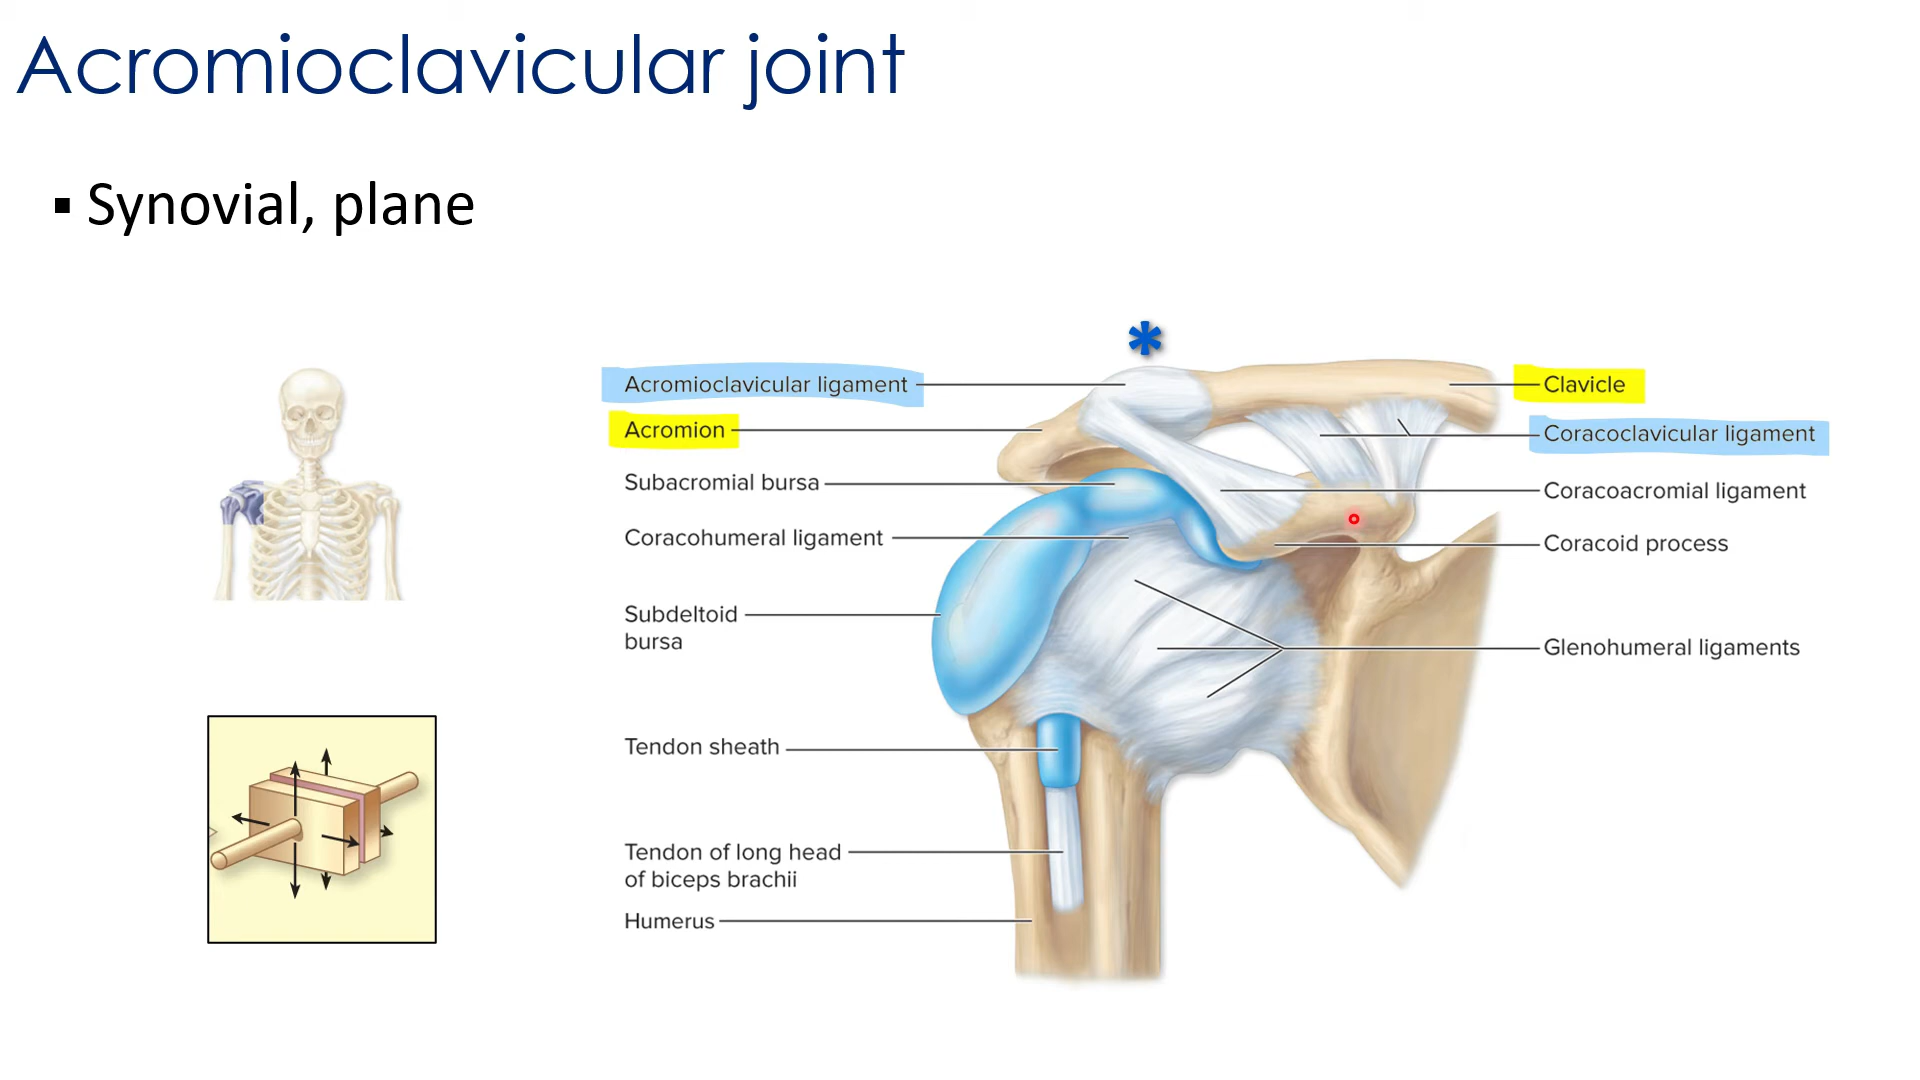 Acromioclavicular joint
▪ Synovial, plane
*
Acromioclavicular ligament
Acromion
Subacromial bursa
Coracohumeral ligament
Subdeltoid
bursa
Tendon sheath
Tendon of long head
of biceps brachii
Humerus
Clavicle
Coracoclavicular ligament
Coracoacromial ligament
Coracoid process
Glenohumeral ligaments